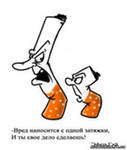 -Вред наносится с одной затяжки,
И ты свое дело сделаешь!